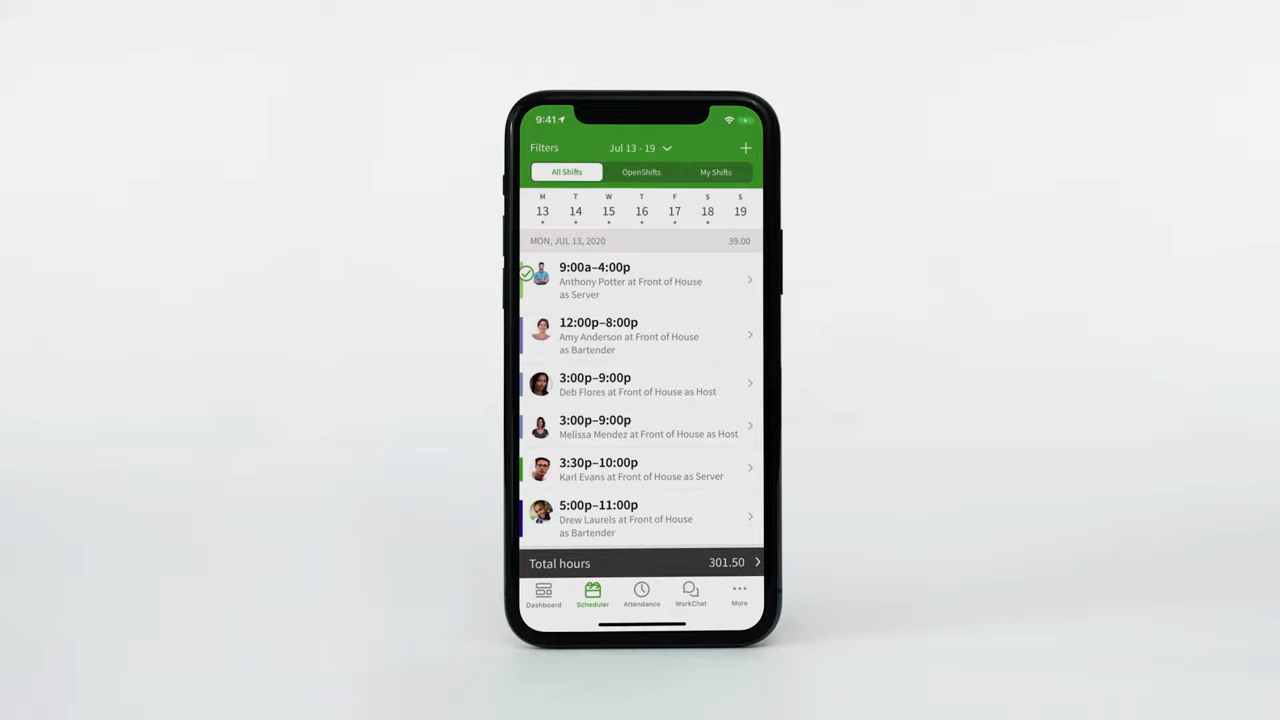 9:41
Filters
Jul 13 - 19
All Shifts
OpenShifts
My Shifts
M T W T F S S
13 14 15 16 17 18 19
MON, JUL 13, 2020 39.00
9:00a–4:00p
Anthony Potter at Front of House
as Server
12:00p–8:00p
Amy Anderson at Front of House
as Bartender
3:00p–9:00p
Deb Flores at Front of House as Host
3:00p–9:00p
Melissa Mendez at Front of House as Host
3:30p–10:00p
Karl Evans at Front of House as Server
5:00p–11:00p
Drew Laurels at Front of House
as Bartender
Total hours 301.50
Dashboard
Scheduler
Attendance
WorkChat
More